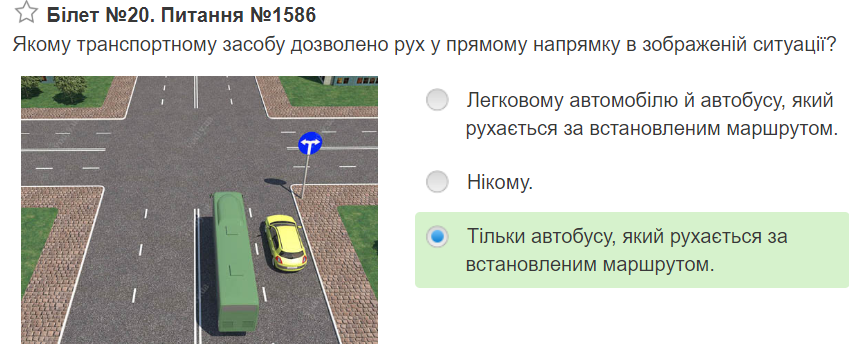 Білет №20. Питання №1586
Якому транспортному засобу дозволено рух у прямому напрямку в зображеній ситуації?
Легковому автомобілю й автобусу, який
рухається за встановленим маршрутом.
Нікому.
Тільки автобусу, який рухається за
встановленим маршрутом.